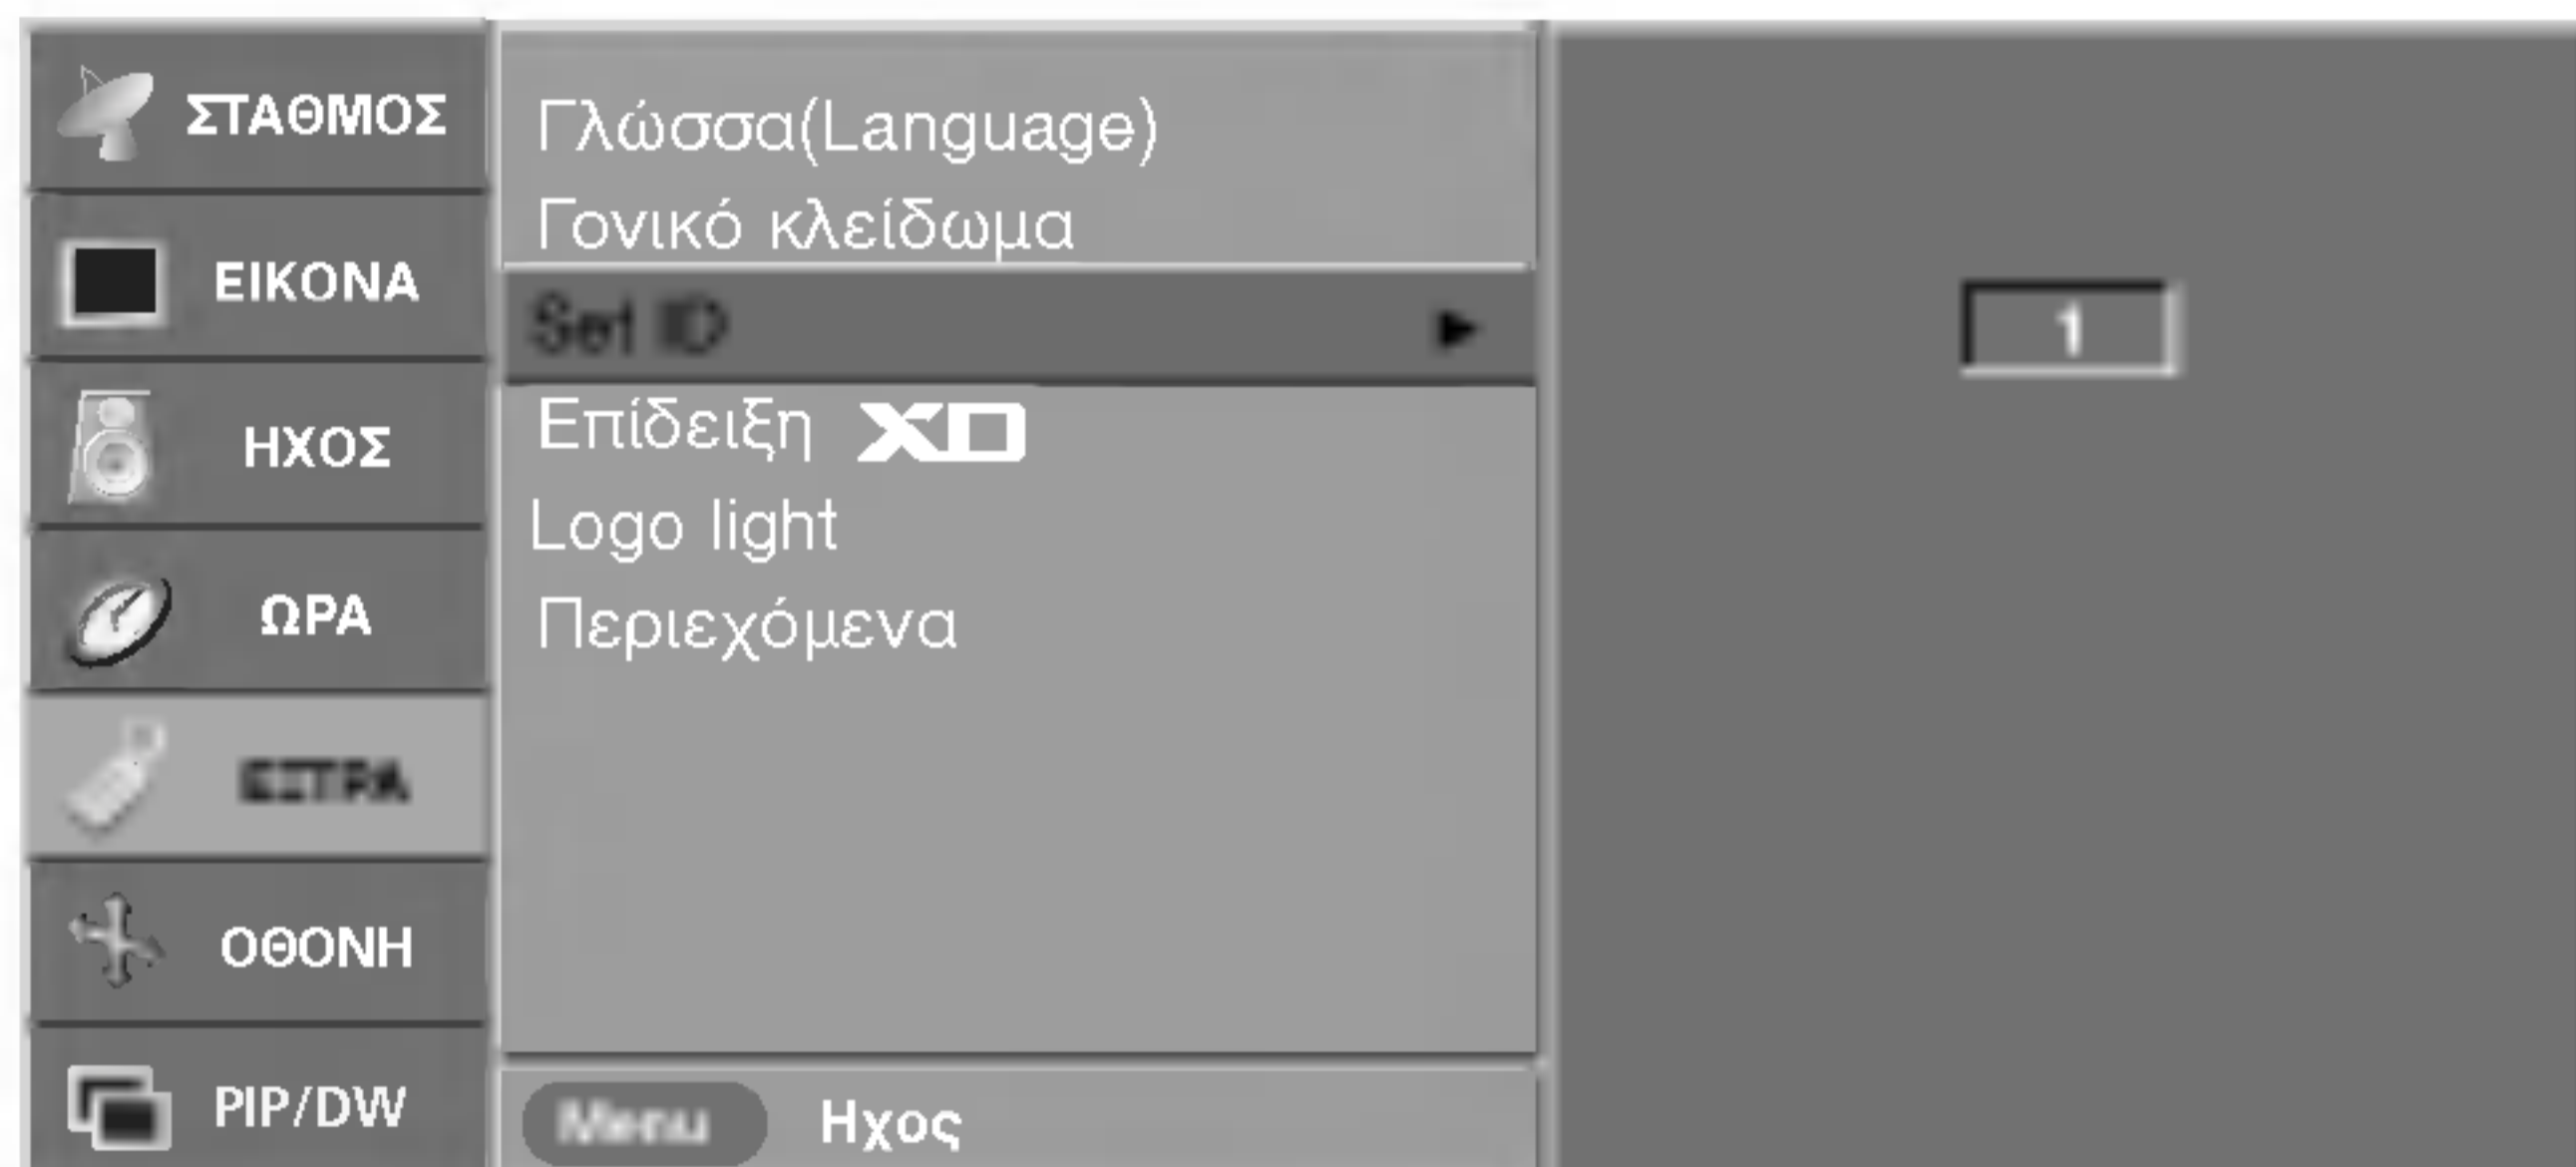 ΣΤΑΘΜΟΣ
ΕΙΚΟΝΑ
ΗΧΟΣ
ΩΡΑ
ΕΞΤΡΑ
ΟΘΟΝΗ
PIP/DW
Γλώσσα(Language)
Γονικό κλείδωμα
Set ID
Επίδειξη XD
Logo light
Περιεχόμενα
Menu Ηχος
1